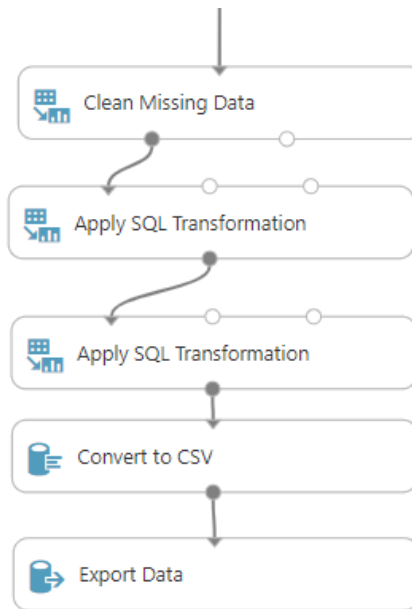 Clean Missing Data
Apply SQL Transformation
Apply SQL Transformation
Convert to CSV
Export Data